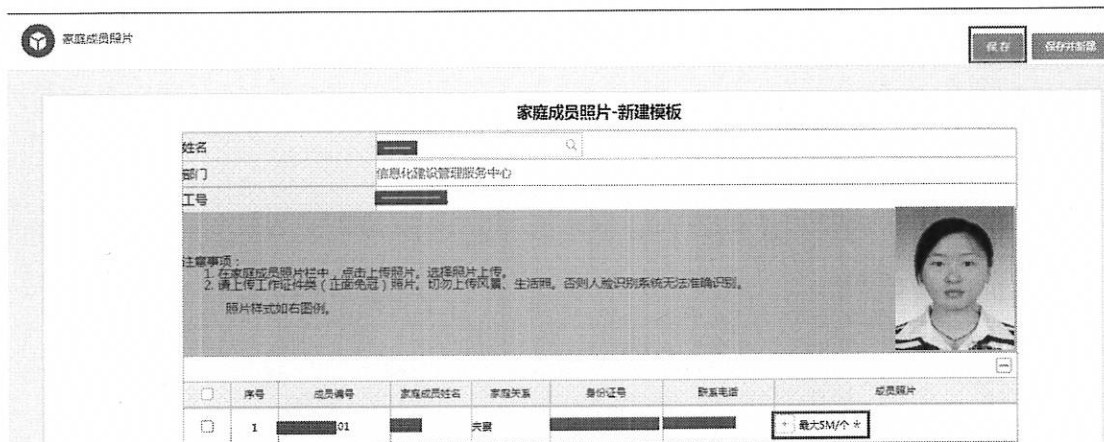 家庭成员照片
保存 保存并新建
家庭成员照片-新建模板
姓名
部门 信息化建设管理服务中心
工号
注意事项:
1. 在家庭成员照片栏中,点击上传照片。选择照片上传。
2. 请上传工作证件类(正面免冠)照片。切勿上传风景、生活照。否则人脸识别系统无法准确识别。
照片样式如右图例。
序号 成员编号 家庭成员姓名 家庭关系 身份证号 联系电话 成员照片
1 01 夫妻 + 最大5M/个 *